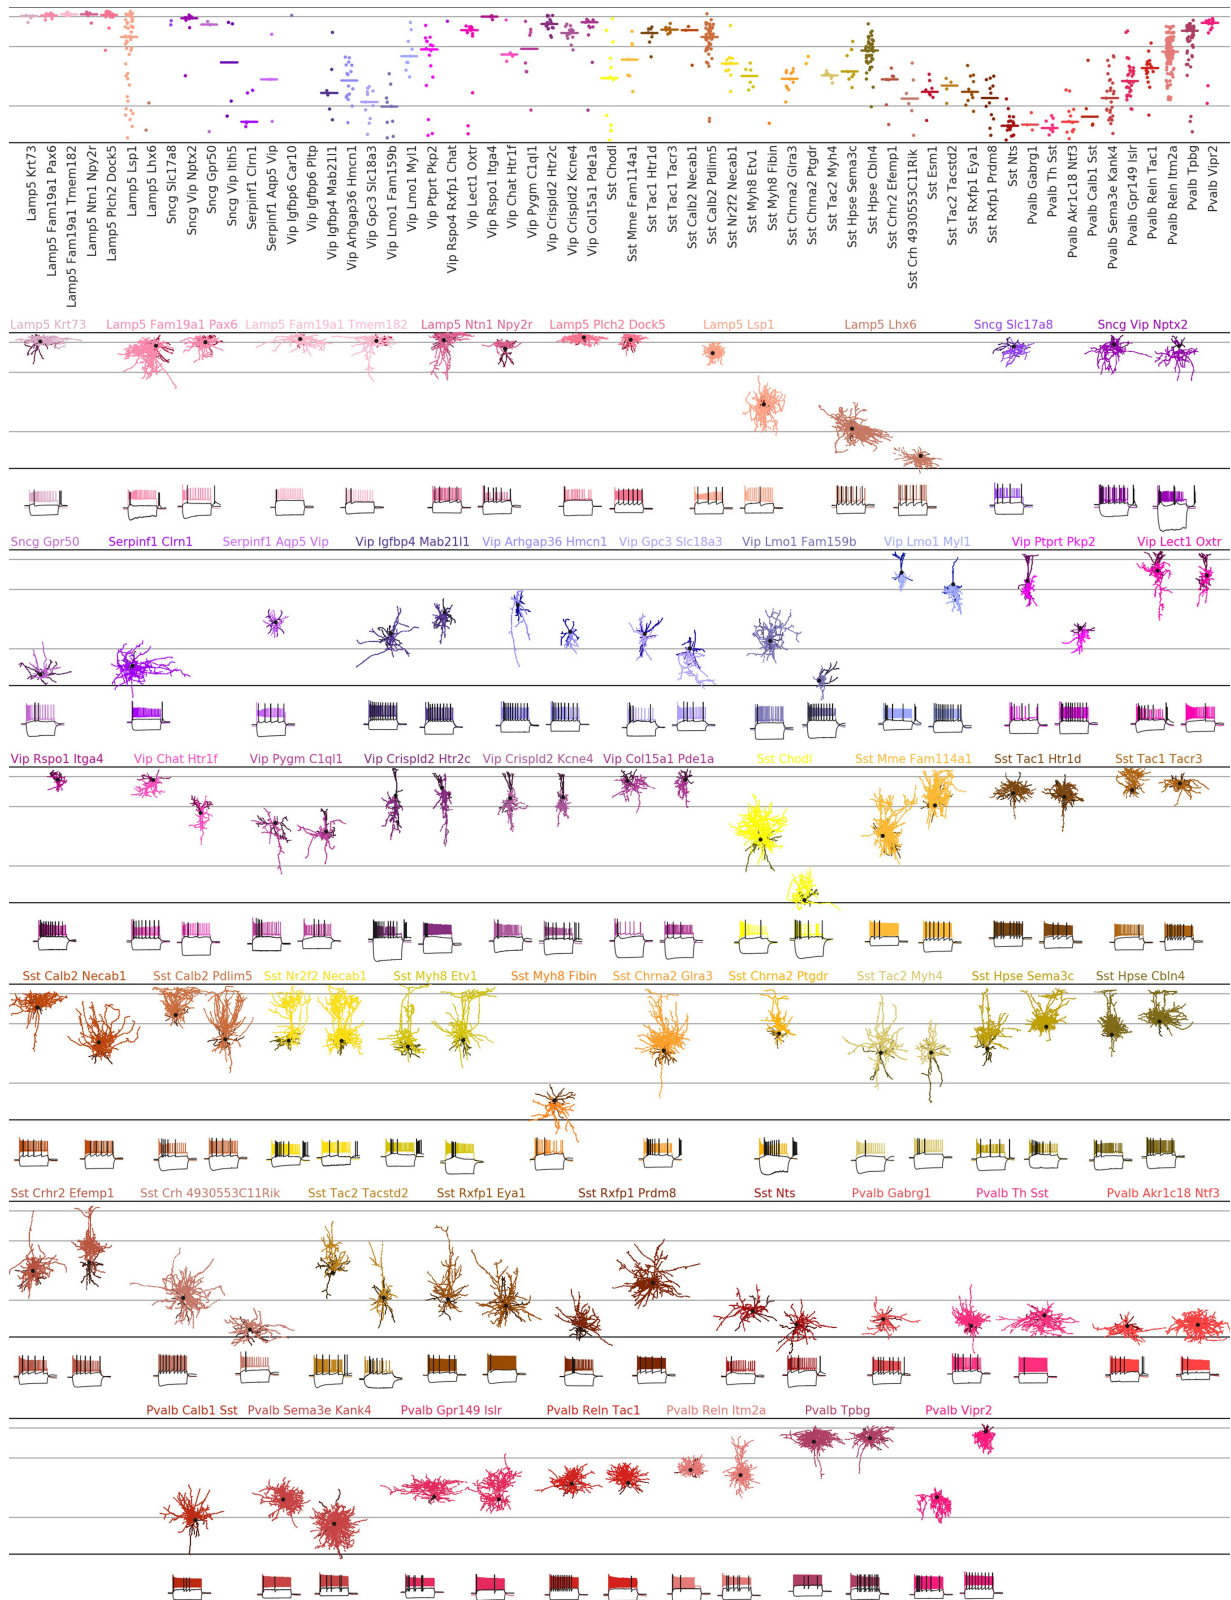 Lamp5 Krt73
Lamp5 Fam19a1 Pax6
Lamp5 Fam19a1 Tmem182
Lamp5 Ntn1 Npy2r
Lamp5 Plch2 Dock5
Lamp5 Lsp1
Lamp5 Lhx6
Sncg Slc17a8
Sncg Vip Nptx2
Sncg Gpr50
Sncg Vip Itih5
Serpinf1 Clrn1
Serpinf1 Aqp5 Vip
Vip Igfbp6 Car10
Vip Igfbp6 Pltp
Vip Igfbp4 Mab21l1
Vip Arhgap36 Hmcn1
Vip Gpc3 Slc18a3
Vip Lmo1 Fam159b
Vip Lmo1 Myl1
Vip Ptprt Pkp2
Vip Rspo4 Rxfp1 Chat
Vip Lect1 Oxtr
Vip Rspo1 Itga4
Vip Chat Htr1f
Vip Pygm C1ql1
Vip Crispld2 Htr2c
Vip Crispld2 Kcne4
Vip Col15a1 Pde1a
Sst Chodl
Sst Mme Fam114a1
Sst Tac1 Htr1d
Sst Tac1 Tacr3
Sst Calb2 Necab1
Sst Calb2 Pdlim5
Sst Nr2f2 Necab1
Sst Myh8 Etv1
Sst Myh8 Fibin
Sst Chrna2 Glra3
Sst Chrna2 Ptgdr
Sst Tac2 Myh4
Sst Hpse Sema3c
Sst Hpse Cbln4
Sst Crhr2 Efemp1
Sst Crh 4930553C11Rik
Sst Esm1
Sst Tac2 Tacstd2
Sst Rxfp1 Eya1
Sst Rxfp1 Prdm8
Sst Nts
Pvalb Gabrg1
Pvalb Th Sst
Pvalb Akr1c18 Ntf3
Pvalb Calb1 Sst
Pvalb Sema3e Kank4
Pvalb Gpr149 Islr
Pvalb Reln Tac1
Pvalb Reln Itm2a
Pvalb Tpbg
Pvalb Vipr2
Lamp5 Krt73 Lamp5 Fam19a1 Pax6 Lamp5 Fam19a1 Tmem182 Lamp5 Ntn1 Npy2r Lamp5 Plch2 Dock5 Lamp5 Lsp1 Lamp5 Lhx6 Sncg Slc17a8 Sncg Vip Nptx2
Sncg Gpr50 Serpinf1 Clrn1 Serpinf1 Aqp5 Vip Vip Igfbp4 Mab21l1 Vip Arhgap36 Hmcn1 Vip Gpc3 Slc18a3 Vip Lmo1 Fam159b Vip Lmo1 Myl1 Vip Ptprt Pkp2 Vip Lect1 Oxtr
Vip Rspo1 Itga4 Vip Chat Htr1f Vip Pygm C1ql1 Vip Crispld2 Htr2c Vip Crispld2 Kcne4 Vip Col15a1 Pde1a Sst Chodl Sst Mme Fam114a1 Sst Tac1 Htr1d Sst Tac1 Tacr3
Sst Calb2 Necab1 Sst Calb2 Pdlim5 Sst Nr2f2 Necab1 Sst Myh8 Etv1 Sst Myh8 Fibin Sst Chrna2 Glra3 Sst Chrna2 Ptgdr Sst Tac2 Myh4 Sst Hpse Sema3c Sst Hpse Cbln4
Sst Crhr2 Efemp1 Sst Crh 4930553C11Rik Sst Tac2 Tacstd2 Sst Rxfp1 Eya1 Sst Rxfp1 Prdm8 Sst Nts Pvalb Gabrg1 Pvalb Th Sst Pvalb Akr1c18 Ntf3
Pvalb Calb1 Sst Pvalb Sema3e Kank4 Pvalb Gpr149 Islr Pvalb Reln Tac1 Pvalb Reln Itm2a Pvalb Tpbg Pvalb Vipr2